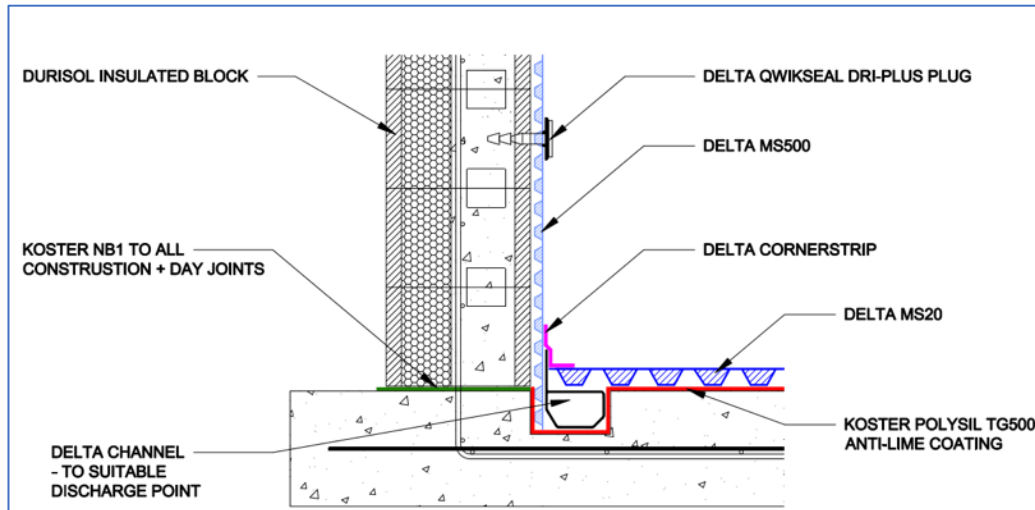 DURISOL INSULATED BLOCK
KOSTER NB1 TO ALL
CONSTRUSTION + DAY JOINTS
DELTA CHANNEL
- TO SUITABLE
DISCHARGE POINT
DELTA QWIKSEAL DRI-PLUS PLUG
DELTA MS500
DELTA CORNERSTRIP
DELTA MS20
KOSTER POLYSIL TG500
ANTI-LIME COATING